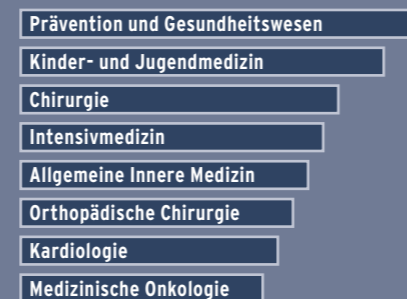 Prävention und Gesundheitswesen
Kinder- und Jugendmedizin
Chirurgie
Intensivmedizin
Allgemeine Innere Medizin
Orthopädische Chirurgie
Kardiologie
Medizinische Onkologie